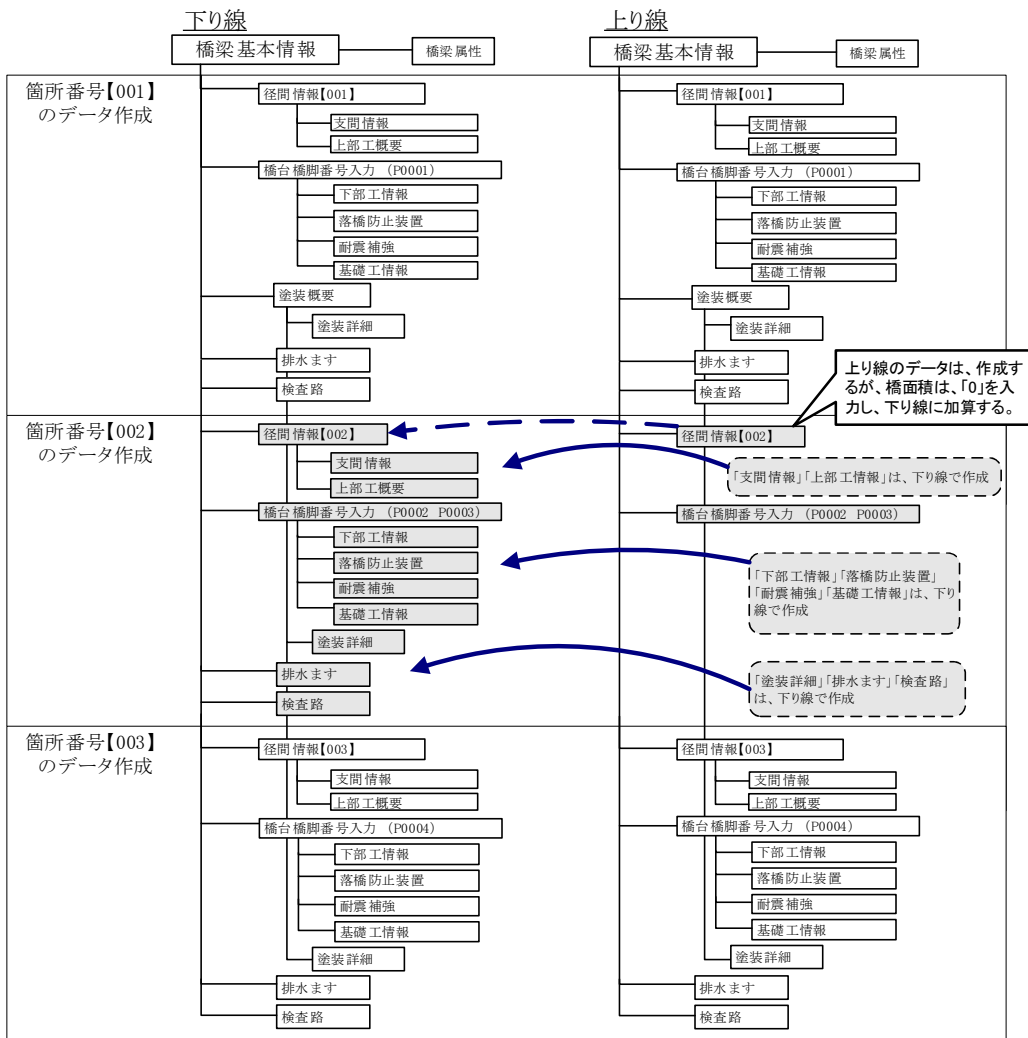 下り線
橋梁基本情報
橋梁属性
上り線
橋梁基本情報
橋梁属性
箇所番号【001】
のデータ作成
径間情報【001】
支間情報
上部工概要
橋台橋脚番号入力 (P0001)
下部工情報
落橋防止装置
耐震補強
基礎工情報
塗装概要
塗装詳細
排水ます
検査路
径間情報【001】
支間情報
上部工概要
橋台橋脚番号入力 (P0001)
下部工情報
落橋防止装置
耐震補強
基礎工情報
塗装概要
塗装詳細
排水ます
検査路
上り線のデータは、作成す
るが、橋面積は、「0」を入
力し、下り線に加算する。
箇所番号【002】
のデータ作成
径間情報【002】
支間情報
上部工概要
橋台橋脚番号入力 (P0002 P0003)
下部工情報
落橋防止装置
耐震補強
基礎工情報
塗装詳細
排水ます
検査路
径間情報【002】
「支間情報」「上部工情報」は、下り線で作成
橋台橋脚番号入力 (P0002 P0003)
「下部工情報」「落橋防止装置」
「耐震補強」「基礎工情報」は、下り
線で作成
「塗装詳細」「排水ます」「検査路」
は、下り線で作成
箇所番号【003】
のデータ作成
径間情報【003】
支間情報
上部工概要
橋台橋脚番号入力 (P0004)
下部工情報
落橋防止装置
耐震補強
基礎工情報
塗装詳細
排水ます
検査路
径間情報【003】
支間情報
上部工概要
橋台橋脚番号入力 (P0004)
下部工情報
落橋防止装置
耐震補強
基礎工情報
塗装詳細
排水ます
検査路